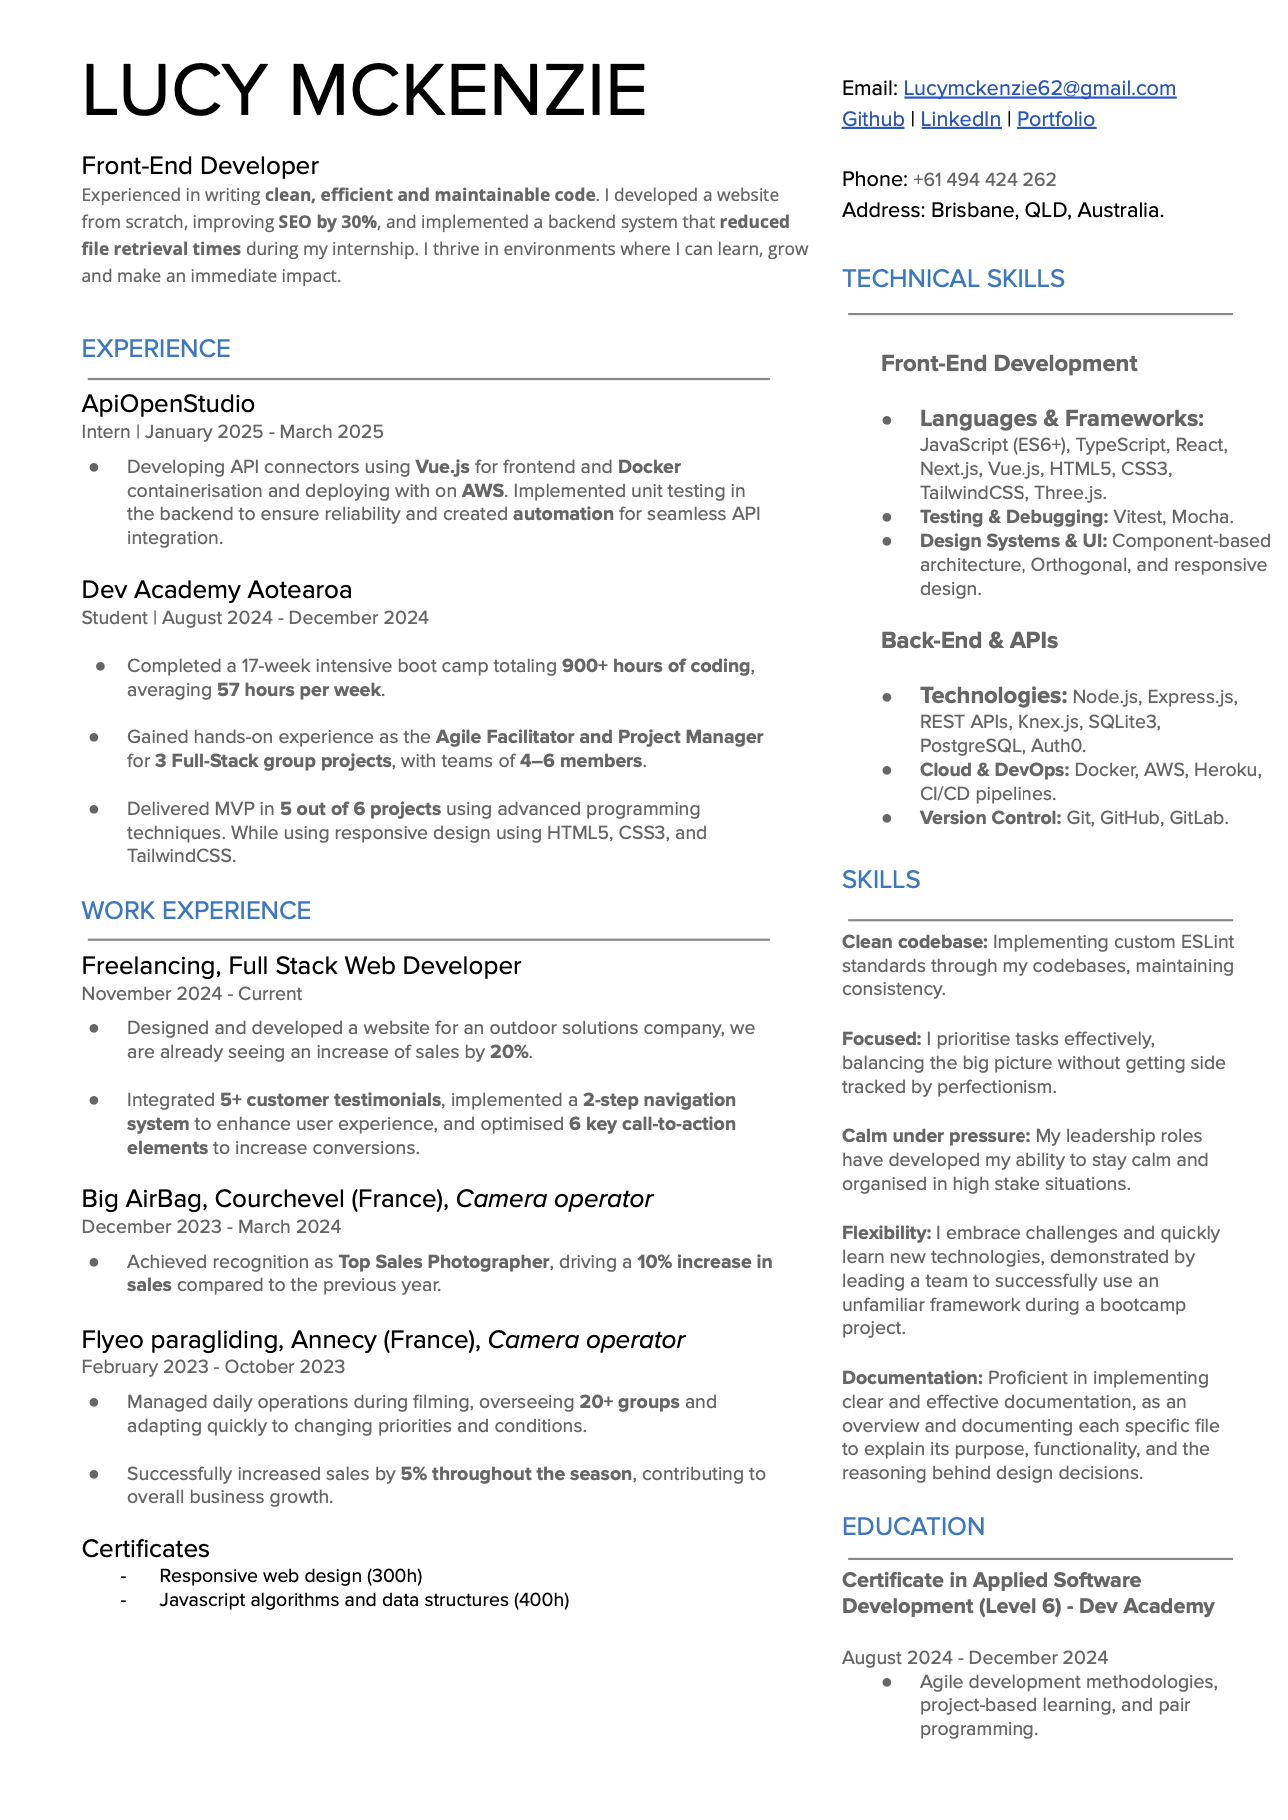 LUCY MCKENZIE
Front-End Developer
Experienced in writing clean, efficient and maintainable code. I developed a website
from scratch, improving SEO by 30%, and implemented a backend system that reduced
file retrieval times during my internship. I thrive in environments where I can learn, grow
and make an immediate impact.
EXPERIENCE
ApiOpenStudio
Intern | January 2025 - March 2025
● Developing API connectors using Vue.js for frontend and Docker
containerisation and deploying with on AWS. Implemented unit testing in
the backend to ensure reliability and created automation for seamless API
integration.
Dev Academy Aotearoa
Student | August 2024 - December 2024
● Completed a 17-week intensive boot camp totaling 900+ hours of coding,
averaging 57 hours per week.
● Gained hands-on experience as the Agile Facilitator and Project Manager
for 3 Full-Stack group projects, with teams of 4–6 members.
● Delivered MVP in 5 out of 6 projects using advanced programming
techniques. While using responsive design using HTML5, CSS3, and
TailwindCSS.
WORK EXPERIENCE
Freelancing, Full Stack Web Developer
November 2024 - Current
● Designed and developed a website for an outdoor solutions company, we
are already seeing an increase of sales by 20%.
● Integrated 5+ customer testimonials, implemented a 2-step navigation
system to enhance user experience, and optimised 6 key call-to-action
elements to increase conversions.
Big AirBag, Courchevel (France), Camera operator
December 2023 - March 2024
● Achieved recognition as Top Sales Photographer, driving a 10% increase in
sales compared to the previous year.
Flyeo paragliding, Annecy (France), Camera operator
February 2023 - October 2023
● Managed daily operations during filming, overseeing 20+ groups and
adapting quickly to changing priorities and conditions.
● Successfully increased sales by 5% throughout the season, contributing to
overall business growth.
Certificates
- Responsive web design (300h)
- Javascript algorithms and data structures (400h)
Email: Lucymckenzie62@gmail.com
Github | LinkedIn | Portfolio
Phone: +61 494 424 262
Address: Brisbane, QLD, Australia.
TECHNICAL SKILLS
Front-End Development
● Languages & Frameworks:
JavaScript (ES6+), TypeScript, React,
Next.js, Vue.js, HTML5, CSS3,
TailwindCSS, Three.js.
● Testing & Debugging: Vitest, Mocha.
● Design Systems & UI: Component-based
architecture, Orthogonal, and responsive
design.
Back-End & APIs
● Technologies: Node.js, Express.js,
REST APIs, Knex.js, SQLite3,
PostgreSQL, Auth0.
● Cloud & DevOps: Docker, AWS, Heroku,
CI/CD pipelines.
● Version Control: Git, GitHub, GitLab.
SKILLS
Clean codebase: Implementing custom ESLint
standards through my codebases, maintaining
consistency.
Focused: I prioritise tasks effectively,
balancing the big picture without getting side
tracked by perfectionism.
Calm under pressure: My leadership roles
have developed my ability to stay calm and
organised in high stake situations.
Flexibility: I embrace challenges and quickly
learn new technologies, demonstrated by
leading a team to successfully use an
unfamiliar framework during a bootcamp
project.
Documentation: Proficient in implementing
clear and effective documentation, as an
overview and documenting each specific file
to explain its purpose, functionality, and the
reasoning behind design decisions.
EDUCATION
Certificate in Applied Software
Development (Level 6) - Dev Academy
August 2024 - December 2024
● Agile development methodologies,
project-based learning, and pair
programming.